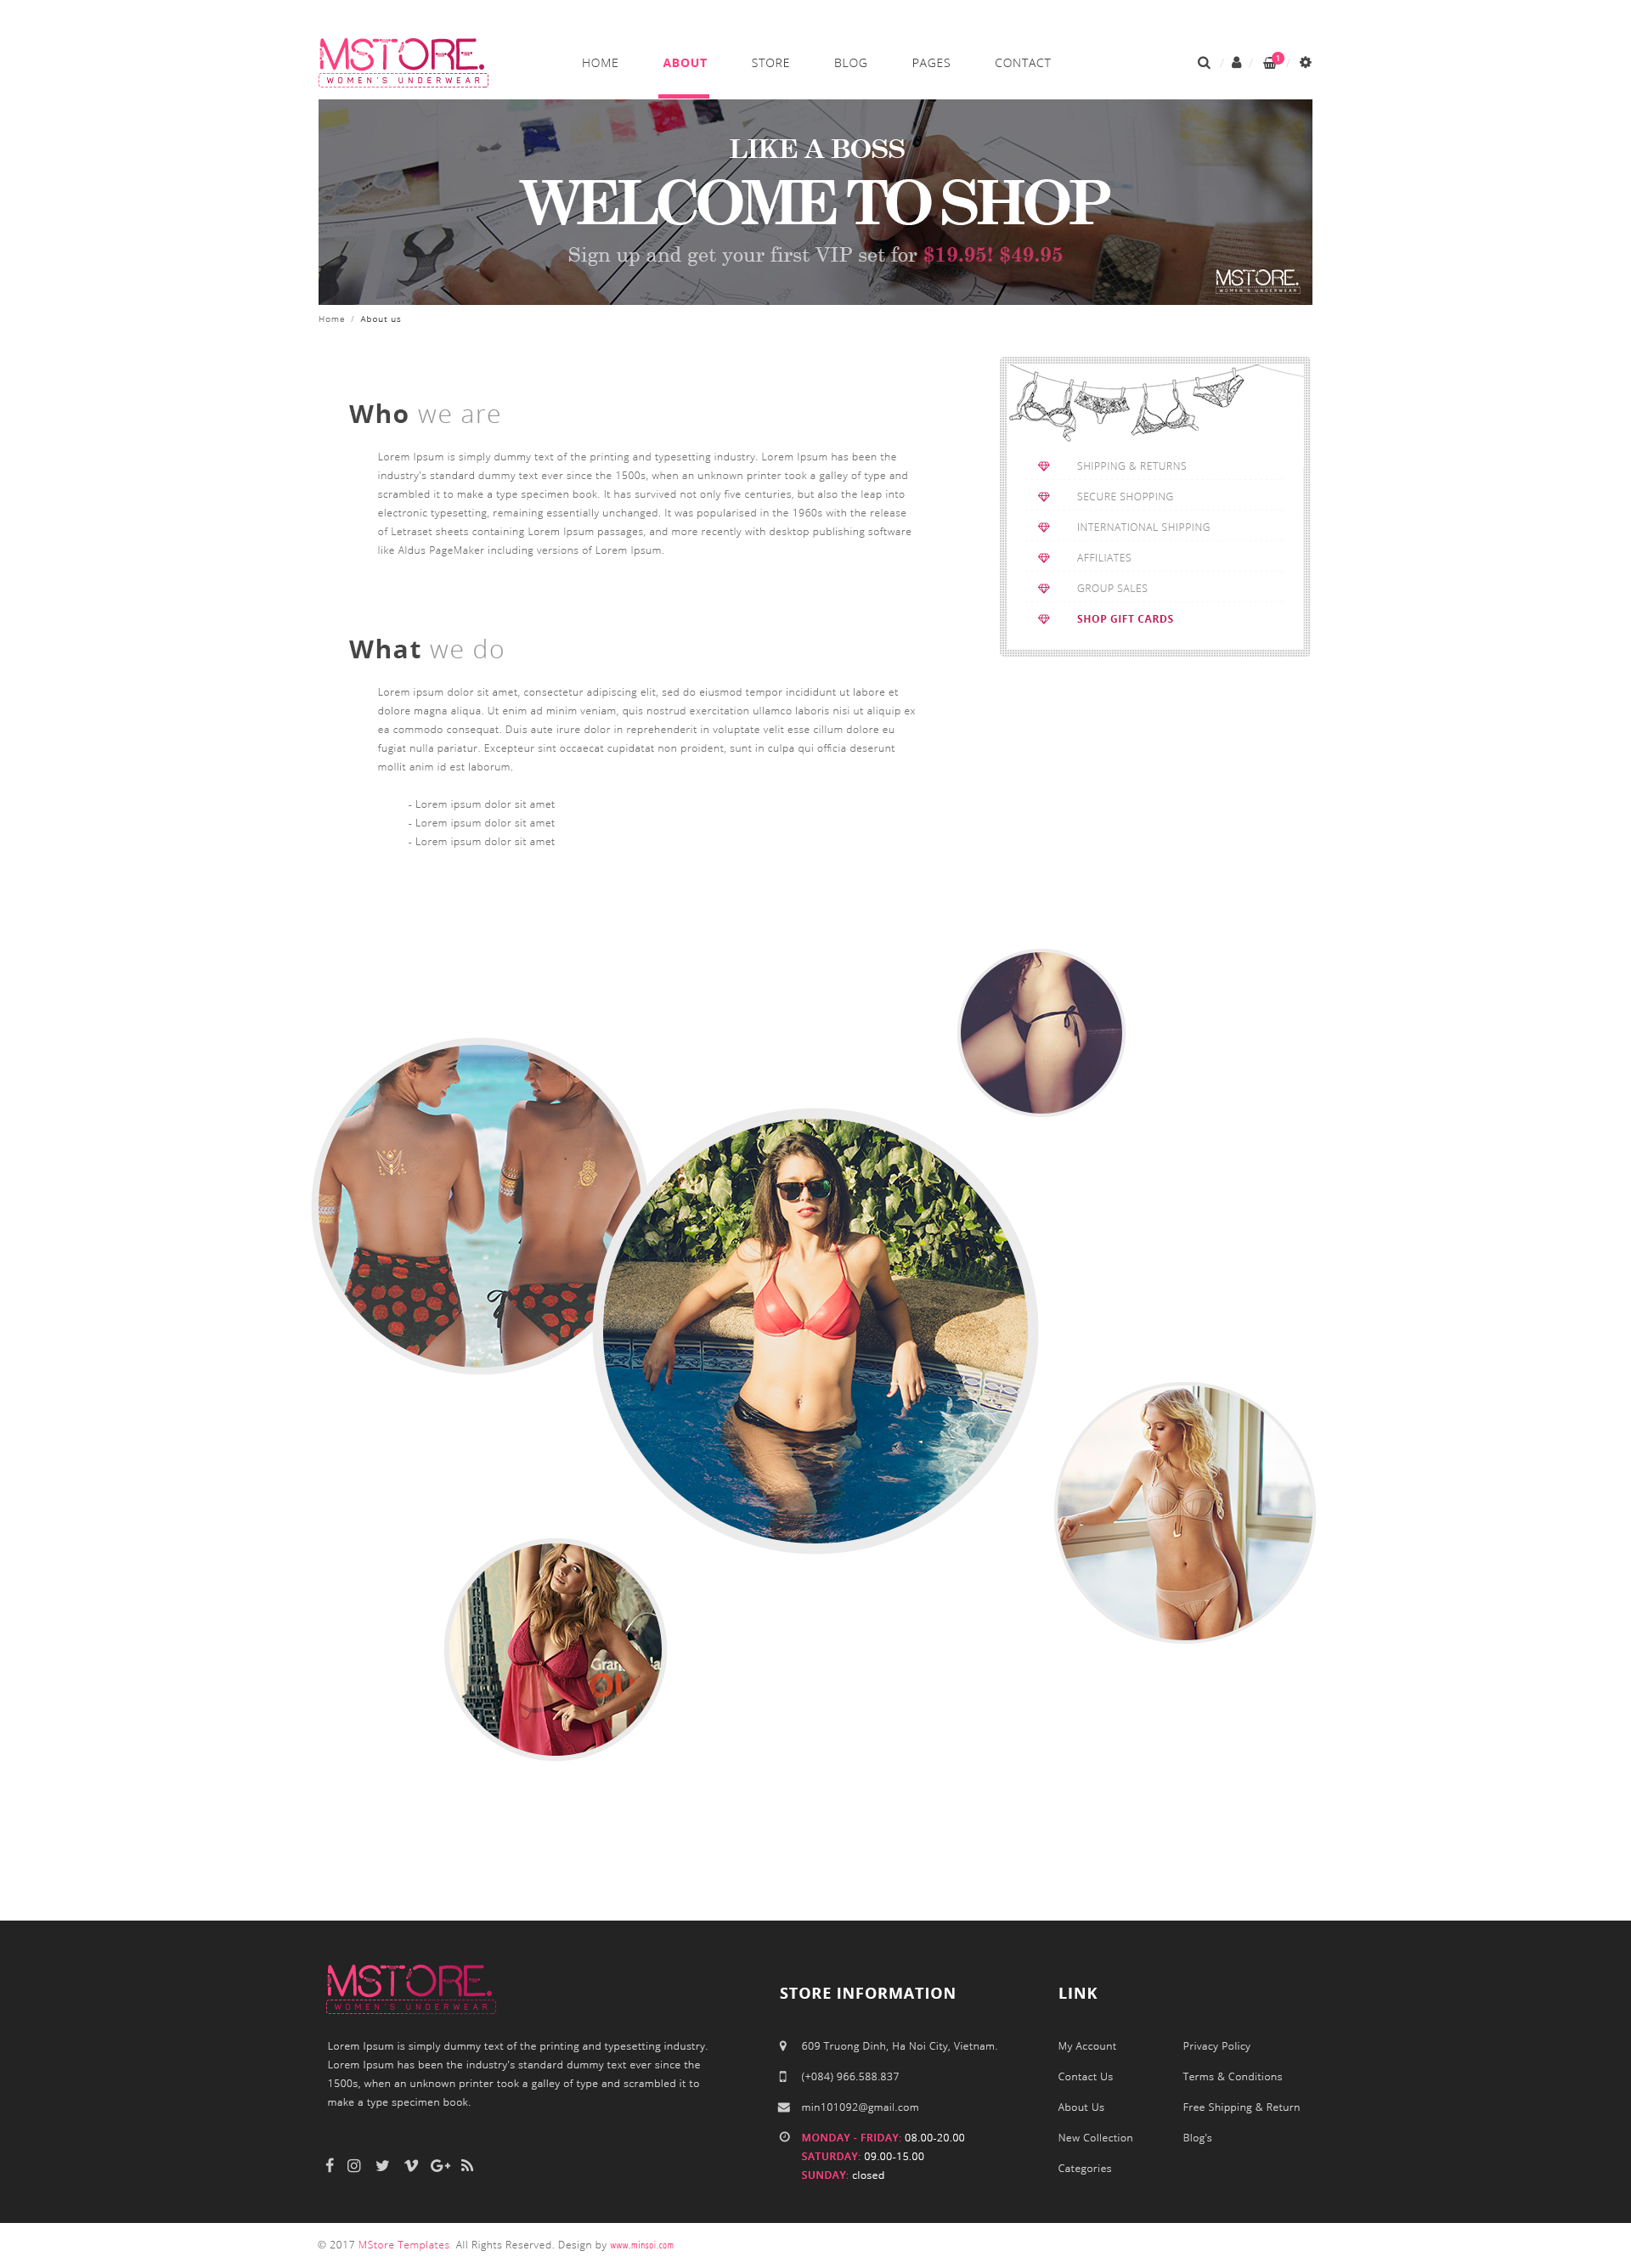 MSTORE.
WOMEN'S UNDERWEAR
HOME ABOUT STORE BLOG PAGES CONTACT
/ / 1 /
LIKE A BOSS
WELCOME TO SHOP
Sign up and get your first VIP set for $19.95! $49.95
MSTORE.
WOMEN'S UNDERWEAR
Home / About us
Who we are
Lorem Ipsum is simply dummy text of the printing and typesetting industry. Lorem Ipsum has been the
industry's standard dummy text ever since the 1500s, when an unknown printer took a galley of type and
scrambled it to make a type specimen book. It has survived not only five centuries, but also the leap into
electronic typesetting, remaining essentially unchanged. It was popularised in the 1960s with the release
of Letraset sheets containing Lorem Ipsum passages, and more recently with desktop publishing software
like Aldus PageMaker including versions of Lorem Ipsum.
What we do
Lorem ipsum dolor sit amet, consectetur adipiscing elit, sed do eiusmod tempor incididunt ut labore et
dolore magna aliqua. Ut enim ad minim veniam, quis nostrud exercitation ullamco laboris nisi ut aliquip ex
ea commodo consequat. Duis aute irure dolor in reprehenderit in voluptate velit esse cillum dolore eu
fugiat nulla pariatur. Excepteur sint occaecat cupidatat non proident, sunt in culpa qui officia deserunt
mollit anim id est laborum.
- Lorem ipsum dolor sit amet
- Lorem ipsum dolor sit amet
- Lorem ipsum dolor sit amet
SHIPPING & RETURNS
SECURE SHOPPING
INTERNATIONAL SHIPPING
AFFILIATES
GROUP SALES
SHOP GIFT CARDS
MSTORE.
WOMEN'S UNDERWEAR
Lorem Ipsum is simply dummy text of the printing and typesetting industry.
Lorem Ipsum has been the industry's standard dummy text ever since the
1500s, when an unknown printer took a galley of type and scrambled it to
make a type specimen book.
STORE INFORMATION
609 Truong Dinh, Ha Noi City, Vietnam.
(+084) 966.588.837
min101092@gmail.com
MONDAY - FRIDAY: 08.00-20.00
SATURDAY: 09.00-15.00
SUNDAY: closed
LINK
My Account
Contact Us
About Us
New Collection
Categories
Privacy Policy
Terms & Conditions
Free Shipping & Return
Blog's
© 2017 MStore Templates. All Rights Reserved. Design by www.minsoi.com